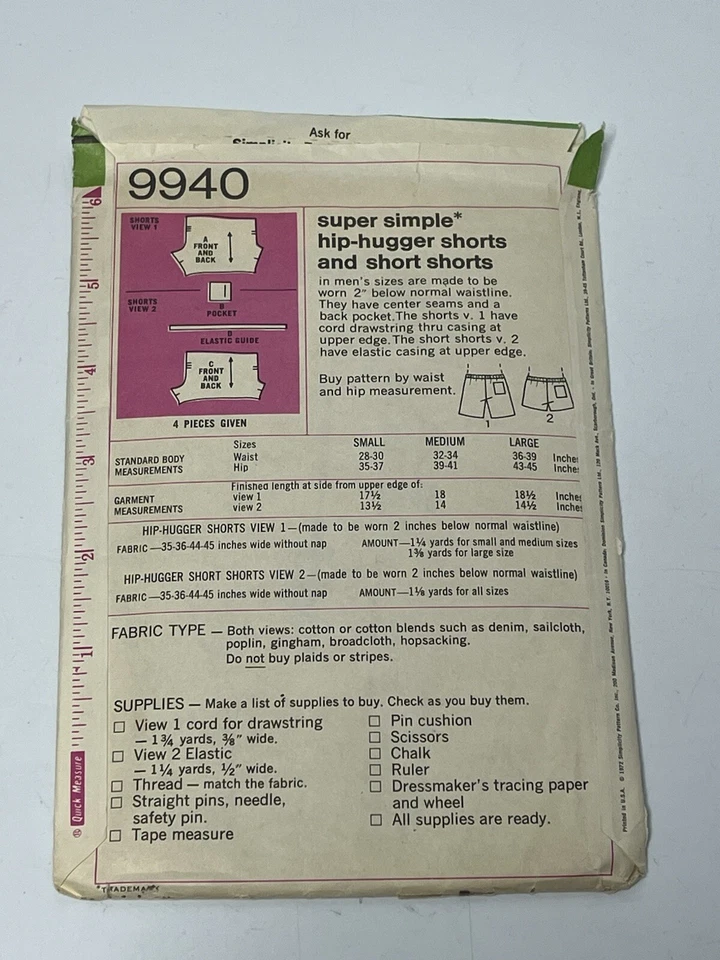 Ask for
9940
SHORTS
VIEW 1
A
FRONT
AND
BACK
B
POCKET
SHORTS
VIEW 2
D
ELASTIC GUIDE
C
FRONT
AND
BACK
4 PIECES GIVEN
super simple*
hip-hugger shorts
and short shorts
in men's sizes are made to be
worn 2" below normal waistline.
They have center seams and a
back pocket. The shorts v. 1 have
cord drawstring thru casing at
upper edge. The short shorts v. 2
have elastic casing at upper edge.
Buy pattern by waist
and hip measurement.
1
2
Sizes SMALL MEDIUM LARGE
STANDARD BODY MEASUREMENTS
Waist 28-30 32-34 36-39 Inches
Hip 35-37 39-41 43-45 Inches
Finished length at side from upper edge of:
GARMENT MEASUREMENTS
view 1 17½ 18 18½ Inches
view 2 13½ 14 14½ Inches
HIP-HUGGER SHORTS VIEW 1—(made to be worn 2 inches below normal waistline)
FABRIC—35-36-44-45 inches wide without nap AMOUNT—1¼ yards for small and medium sizes
1⅜ yards for large size
HIP-HUGGER SHORT SHORTS VIEW 2—(made to be worn 2 inches below normal waistline)
FABRIC—35-36-44-45 inches wide without nap AMOUNT—1⅛ yards for all sizes
FABRIC TYPE — Both views: cotton or cotton blends such as denim, sailcloth,
poplin, gingham, broadcloth, hopsacking.
Do not buy plaids or stripes.
SUPPLIES — Make a list of supplies to buy. Check as you buy them.
☐ View 1 cord for drawstring
— 1¾ yards, ⅜" wide.
☐ View 2 Elastic
— 1¼ yards, ½" wide.
☐ Thread — match the fabric.
☐ Straight pins, needle,
safety pin.
☐ Tape measure
☐ Pin cushion
☐ Scissors
☐ Chalk
☐ Ruler
☐ Dressmaker's tracing paper
and wheel
☐ All supplies are ready.
6
5
4
3
2
1
® Quick Measure
*TRADEMARK
Printed in U.S.A. © 1972 Simplicity Pattern Co. Inc., 200 Madison Avenue, New York, N.Y. 10016